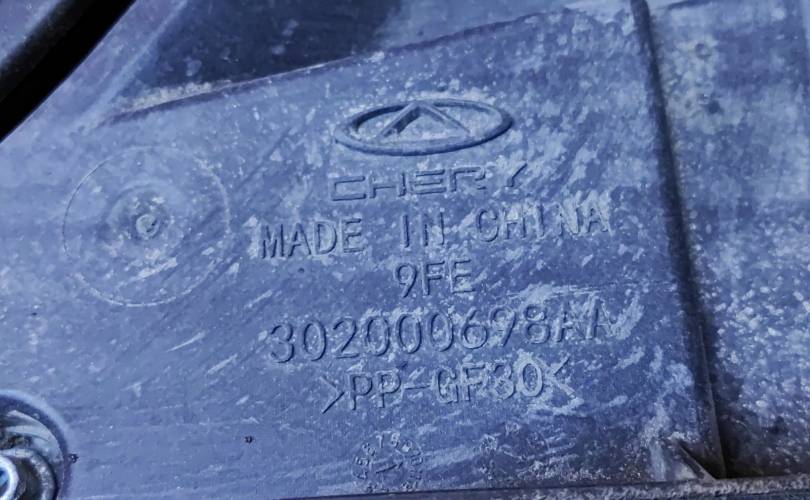 CHERY
MADE IN CHINA
9FE
302000698AA
>PP-GF30<